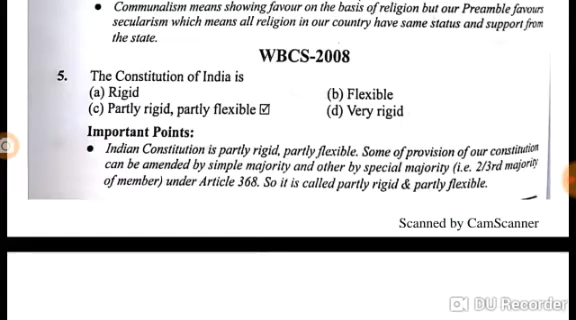 • Communalism means showing favour on the basis of religion but our Preamble favours
secularism which means all religion in our country have same status and support from
the state.
WBCS-2008
5. The Constitution of India is
(a) Rigid (b) Flexible
(c) Partly rigid, partly flexible ☑ (d) Very rigid
Important Points:
• Indian Constitution is partly rigid, partly flexible. Some of provision of our constitution
can be amended by simple majority and other by special majority (i.e. 2/3rd majority
of member) under Article 368. So it is called partly rigid & partly flexible.
Scanned by CamScanner
DU Recorder